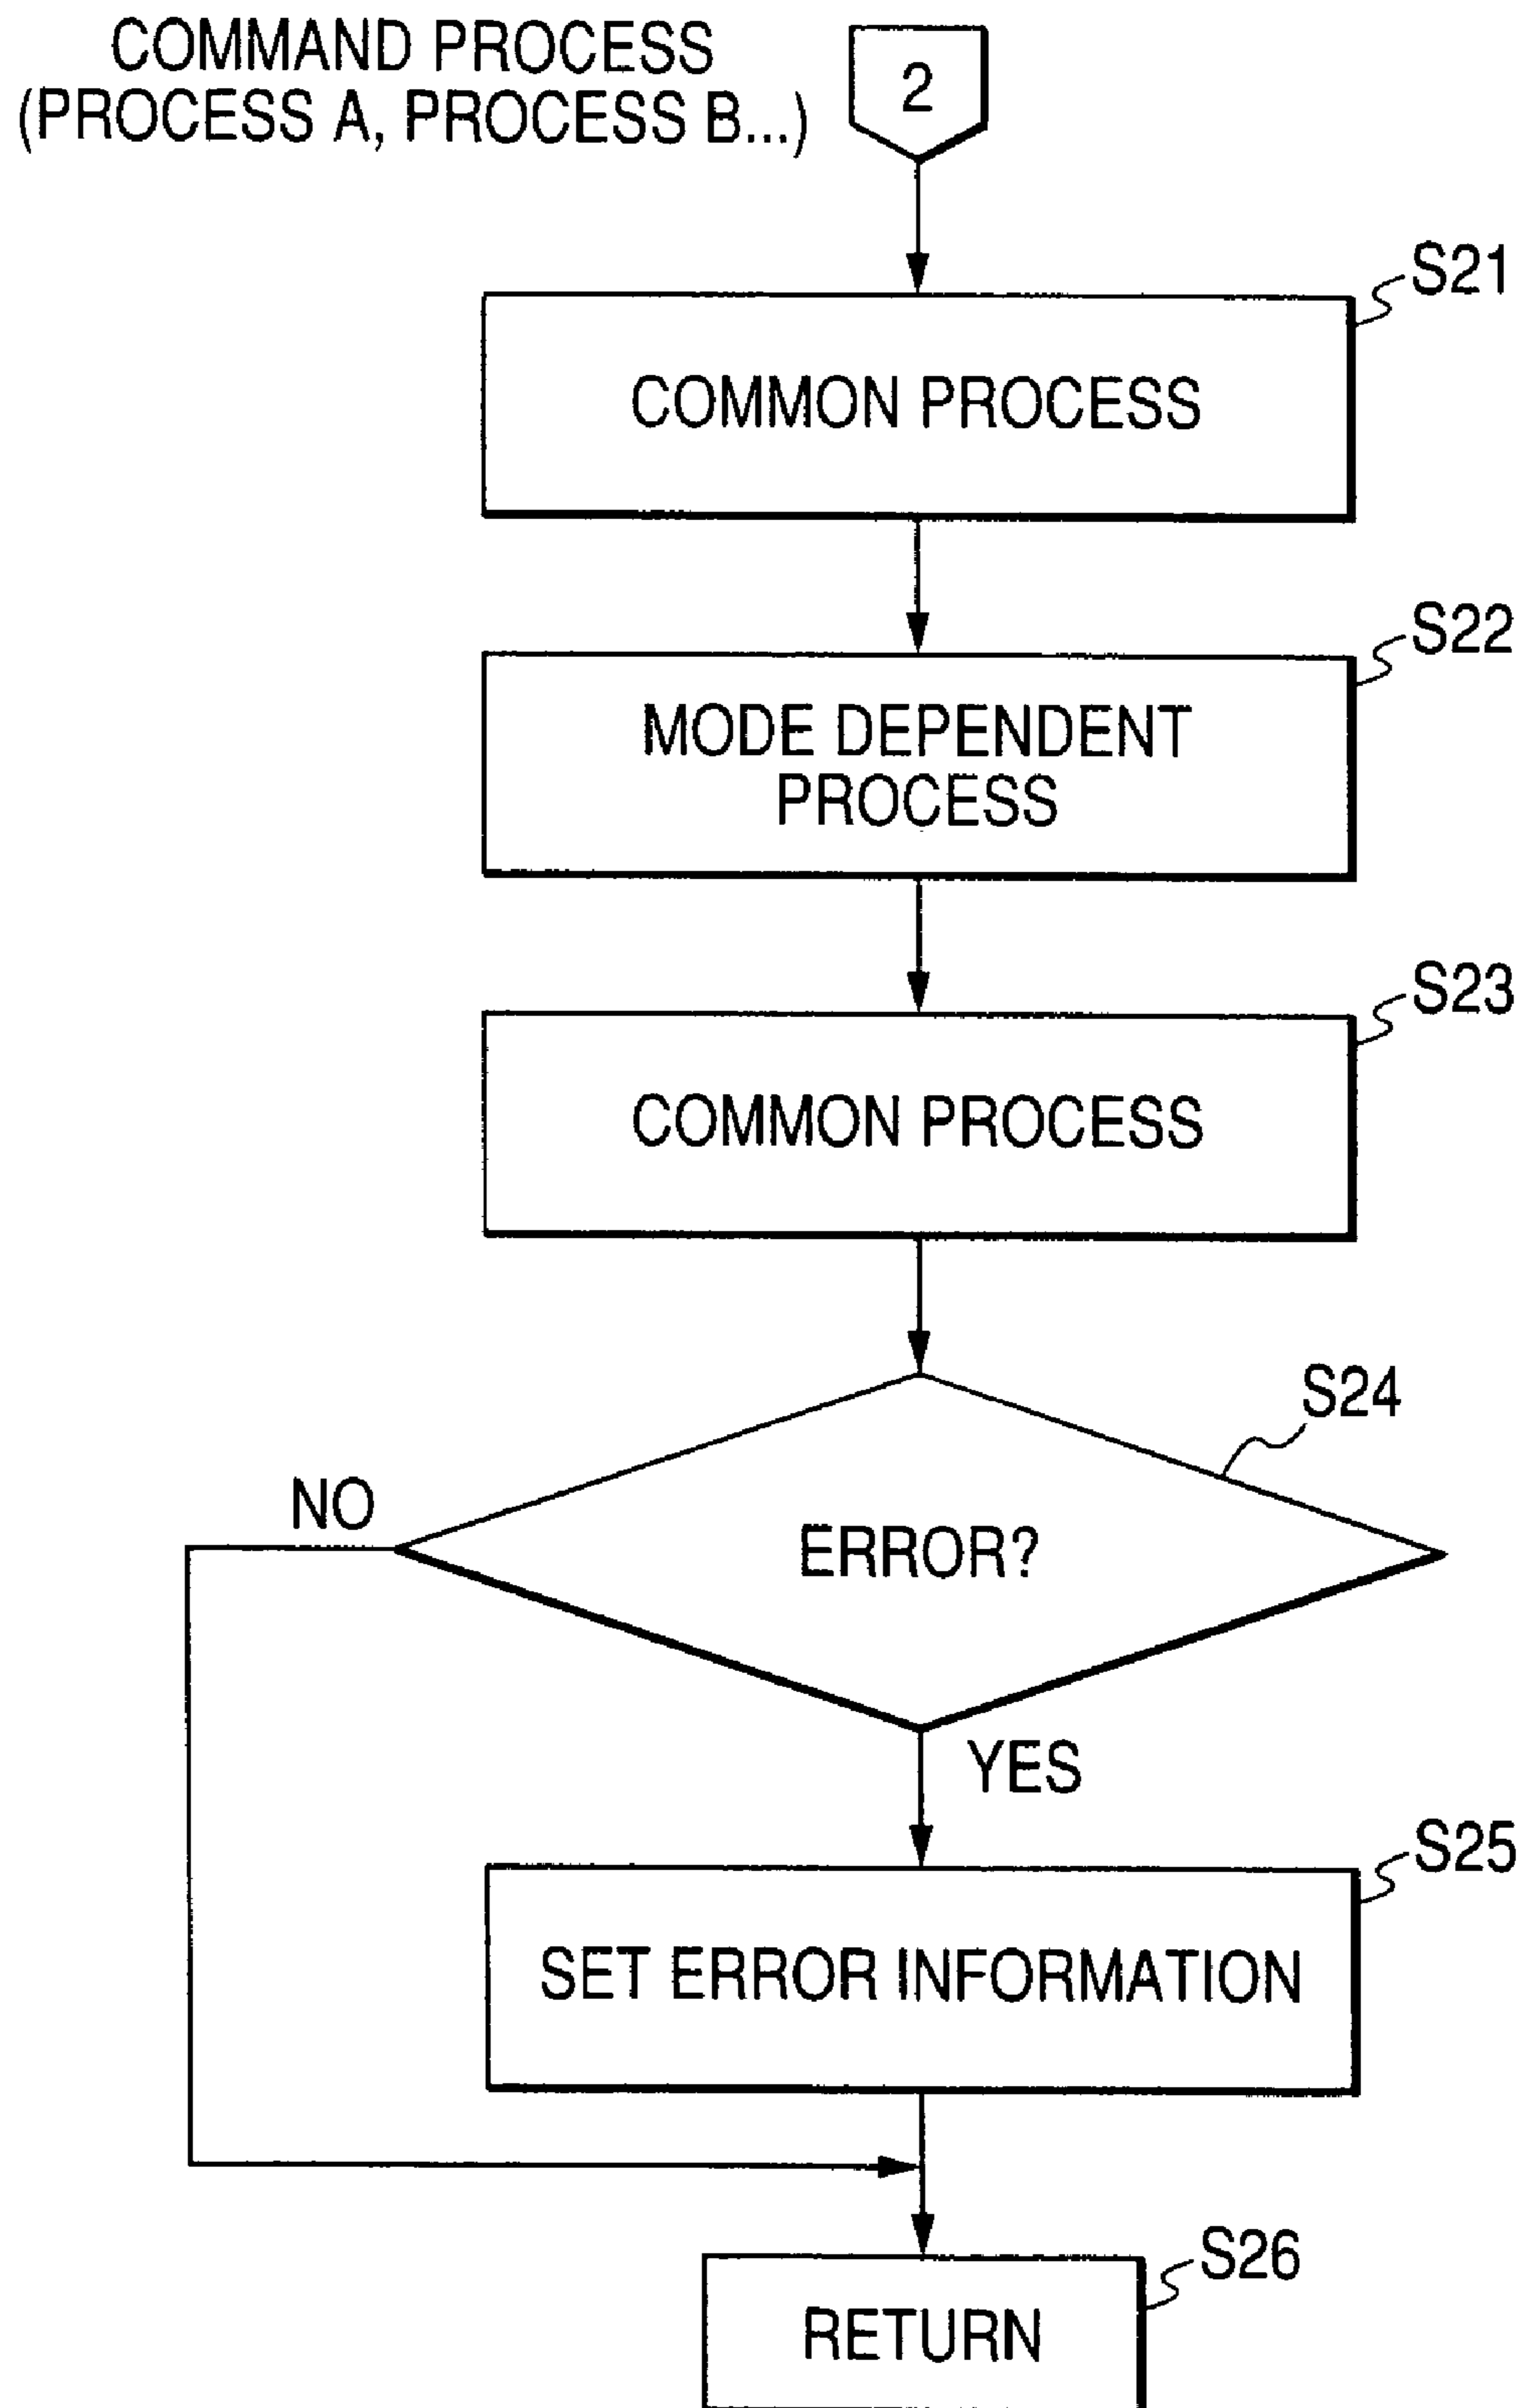 COMMAND PROCESS
(PROCESS A, PROCESS B...)
2
S21
COMMON PROCESS
S22
MODE DEPENDENT
PROCESS
S23
COMMON PROCESS
S24
NO
ERROR?
YES
S25
SET ERROR INFORMATION
S26
RETURN